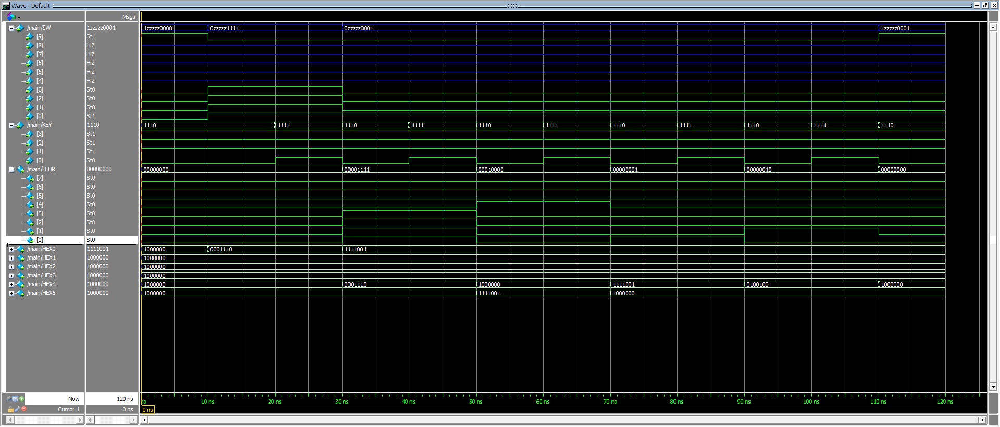 Wave - Default
Msgs
/main/SW 1zzzzz0001 1zzzzz0000 0zzzzz1111 0zzzzz0001 1zzzzz0001
[9] St1
[8] HiZ
[7] HiZ
[6] HiZ
[5] HiZ
[4] HiZ
[3] St0
[2] St0
[1] St0
[0] St1
/main/KEY 1110 1110 1111 1110 1111 1110 1111 1110 1111 1110 1111 1110
[3] St1
[2] St1
[1] St1
[0] St0
/main/LEDR 00000000 00000000 00001111 00010000 00000001 00000010 00000000
[7] St0
[6] St0
[5] St0
[4] St0
[3] St0
[2] St0
[1] St0
[0] St0
/main/HEX0 1111001 1000000 0001110 1111001
/main/HEX1 1000000 1000000
/main/HEX2 1000000 1000000
/main/HEX3 1000000 1000000
/main/HEX4 1000000 1000000 0001110 1000000 1111001 0100100 1000000
/main/HEX5 1000000 1000000 1111001 1000000
Now 120 ns ns 10 ns 20 ns 30 ns 40 ns 50 ns 60 ns 70 ns 80 ns 90 ns 100 ns 110 ns 120 ns
Cursor 1 0 ns 0 ns